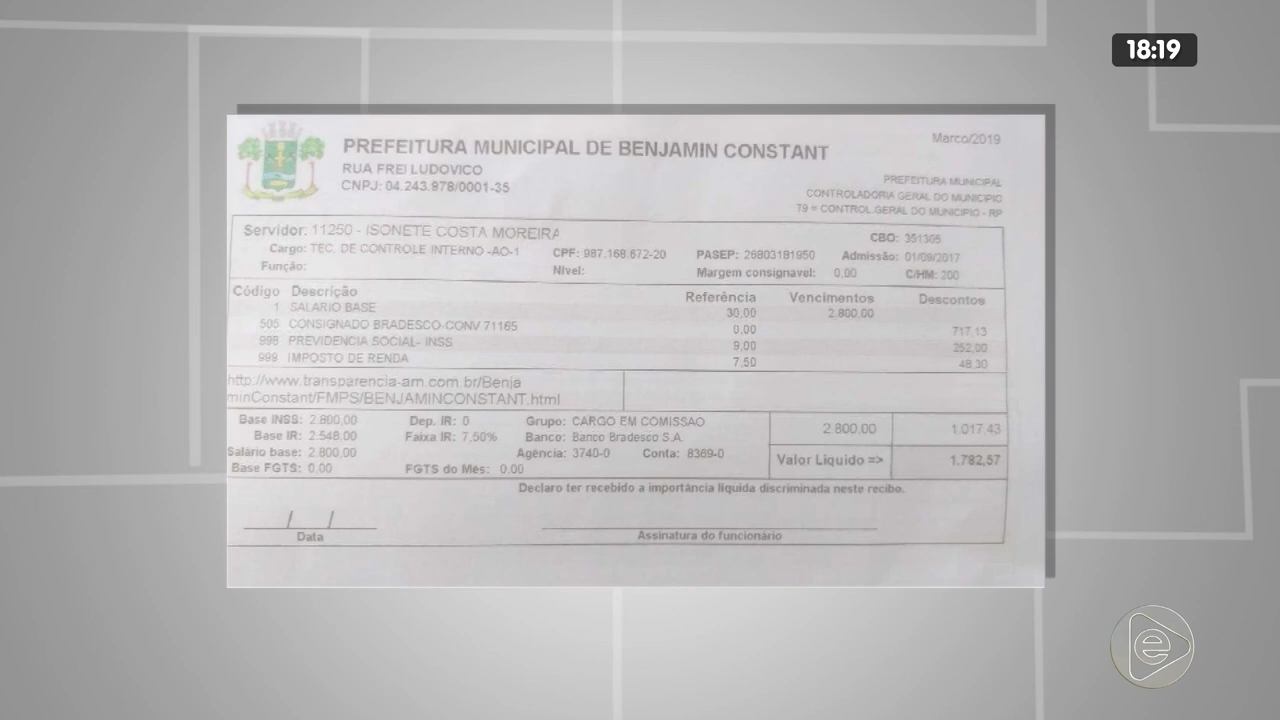 18:19
PREFEITURA MUNICIPAL DE BENJAMIN CONSTANT
RUA FREI LUDOVICO
CNPJ: 04.243.978/0001-35
Marco/2019
PREFEITURA MUNICIPAL
CONTROLADORIA GERAL DO MUNICIPIO
79 = CONTROL.GERAL DO MUNICIPIO - RP
Servidor: 11250 - ISONETE COSTA MOREIRA
CBO: 351305
Cargo: TEC. DE CONTROLE INTERNO -AO-1 CPF: 987.168.672-20 PASEP: 26803181950 Admissão: 01/09/2017
Função: Nível: Margem consignavel: 0,00 C/HM: 200
Código Descrição Referência Vencimentos Descontos
1 SALARIO BASE 30,00 2.800,00
505 CONSIGNADO BRADESCO-CONV 71165 0,00 717,13
998 PREVIDENCIA SOCIAL- INSS 9,00 252,00
999 IMPOSTO DE RENDA 7,50 48,30
http://www.transparencia-am.com.br/Benja
minConstant/FMPS/BENJAMINCONSTANT.html
Base INSS: 2.800,00 Dep. IR: 0 Grupo: CARGO EM COMISSAO 2.800,00 1.017,43
Base IR: 2.548,00 Faixa IR: 7,50% Banco: Banco Bradesco S.A.
Salário base: 2.800,00 Agência: 3740-0 Conta: 8369-0 Valor Líquido => 1.782,57
Base FGTS: 0,00 FGTS do Mês: 0,00
Declaro ter recebido a importância líquida discriminada neste recibo.
/ /
Data Assinatura do funcionário
e